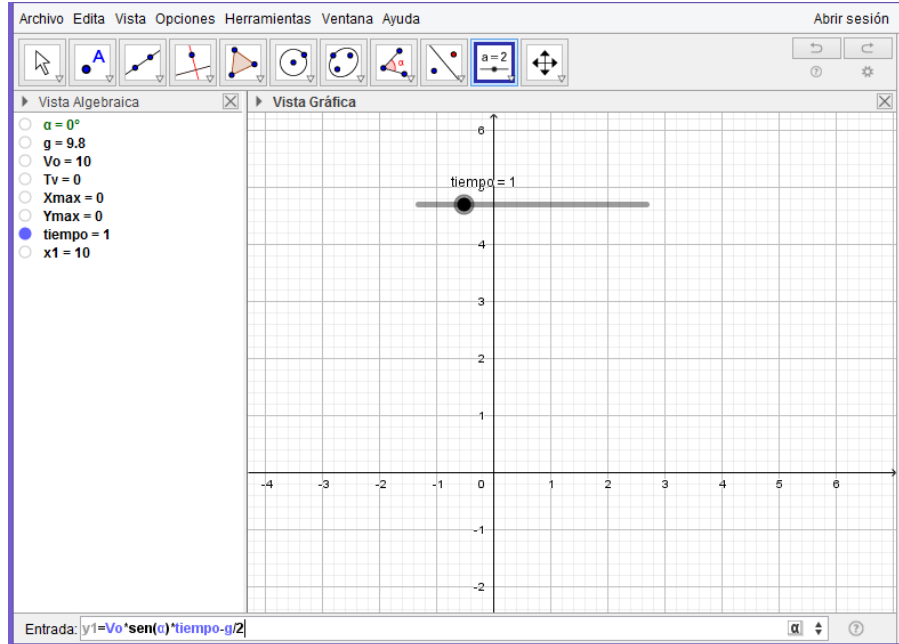 Archivo Edita Vista Opciones Herramientas Ventana Ayuda Abrir sesión
A α a=2
Vista Algebraica
Vista Gráfica
α = 0°
g = 9.8
Vo = 10
Tv = 0
Xmax = 0
Ymax = 0
tiempo = 1
x1 = 10
6
tiempo = 1
5
4
3
2
1
-4 -3 -2 -1 0 1 2 3 4 5 6
-1
-2
Entrada: y1=Vo*sen(α)*tiempo-g/2 α